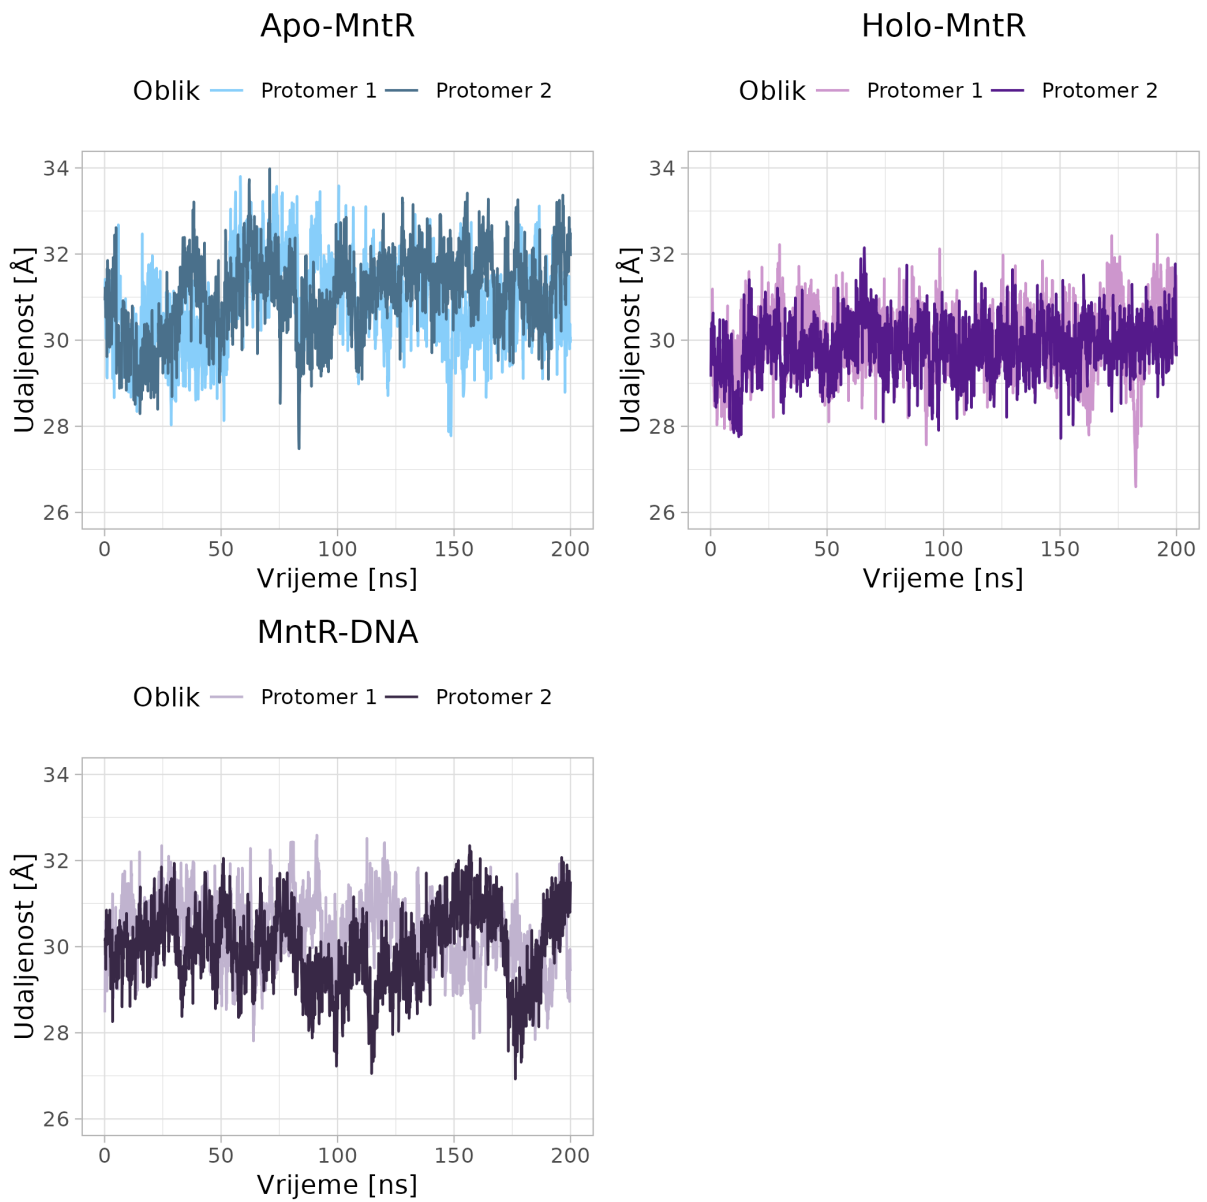 Apo-MntR
Oblik Protomer 1 Protomer 2
34
32
30
28
26
Udaljenost [Å]
0 50 100 150 200
Vrijeme [ns]
Holo-MntR
Oblik Protomer 1 Protomer 2
34
32
30
28
26
Udaljenost [Å]
0 50 100 150 200
Vrijeme [ns]
MntR-DNA
Oblik Protomer 1 Protomer 2
34
32
30
28
26
Udaljenost [Å]
0 50 100 150 200
Vrijeme [ns]